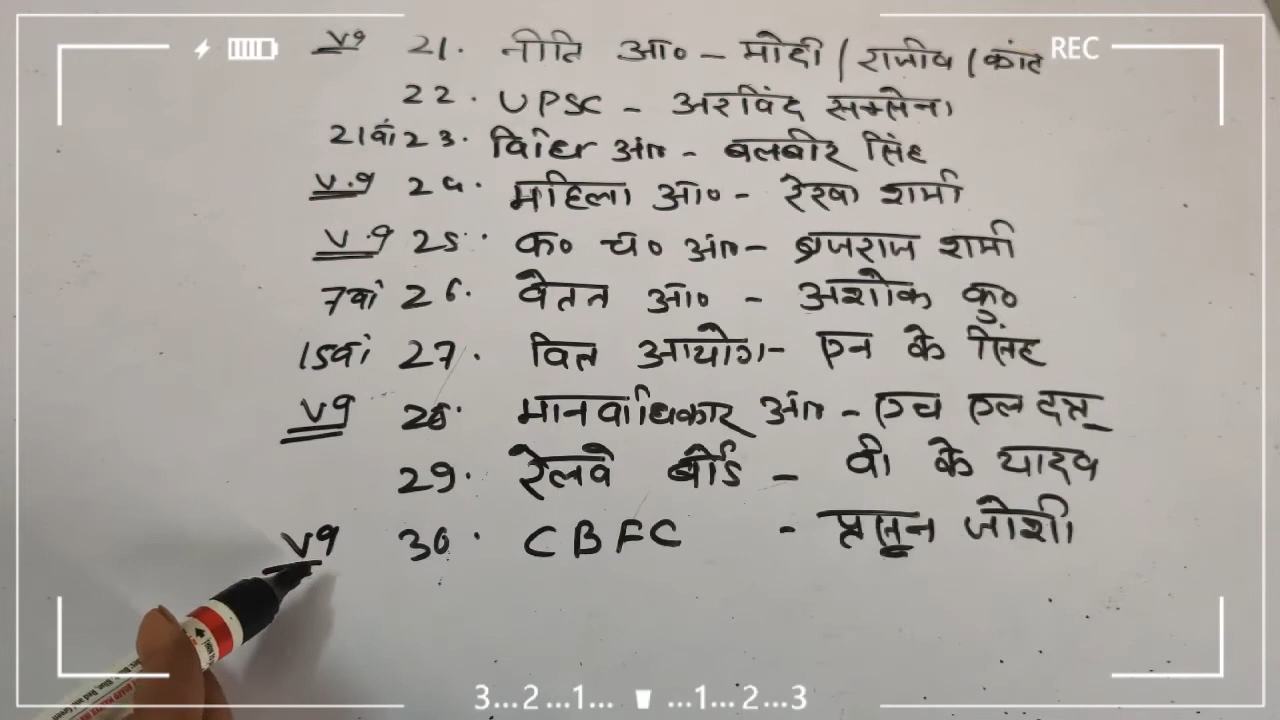 REC
v9 21. नीति आ० - मोदी / राजीव / कांत
22. UPSC - अरविंद सक्सेना
21वां 23. विधि आ० - बलबीर सिंह
v.9 24. महिला आ० - रेखा शर्मा
v.9 25. क० च० आ० - ब्रजराज शर्मा
7वां 26. वेतन आ० - अशोक कु०
15वां 27. वित्त आयोग - एन के सिंह
v9 28. मानवाधिकार आ० - एच एल दत्तू
29. रेलवे बोर्ड - वी के यादव
v9 30. CBFC - प्रसून जोशी
3...2...1... ...1...2...3